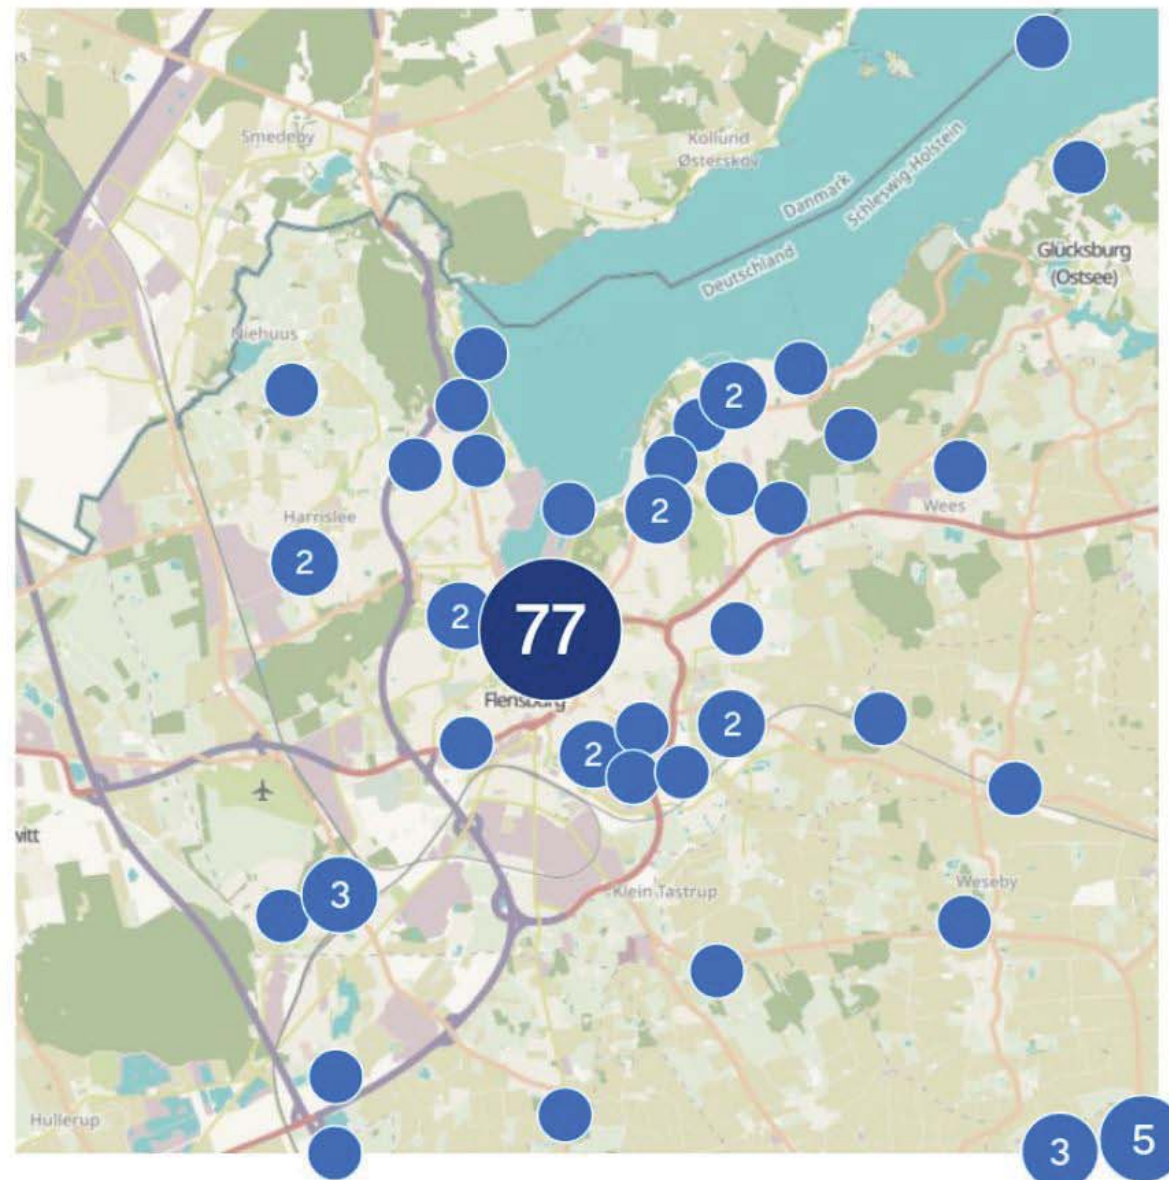 Smedeby
Kollund
Østerskov
Danmark
Schleswig-Holstein
Deutschland
Glücksburg
(Ostsee)
Niehuus
2
Harrislee
2
2
Wees
2
77
Flensburg
2
2
witt
3
Klein Tastrup
Weseby
Hullerup
3
5